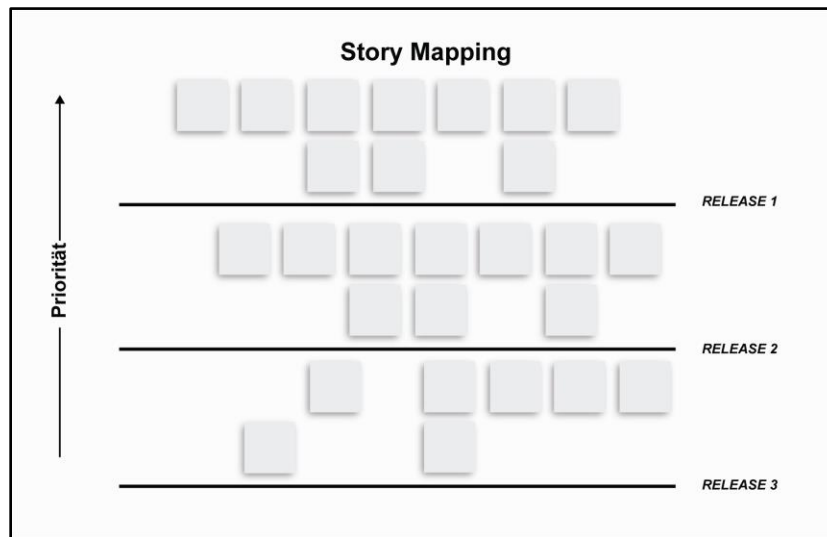 Story Mapping
Priorität
RELEASE 1
RELEASE 2
RELEASE 3